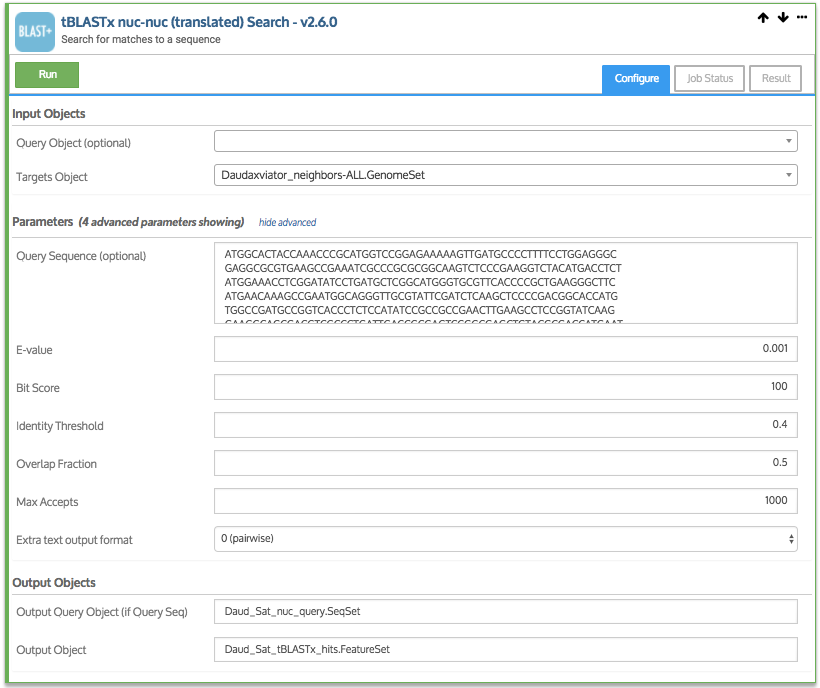 BLAST+
tBLASTx nuc-nuc (translated) Search - v2.6.0
Search for matches to a sequence
Run
Configure
Job Status
Result
Input Objects
Query Object (optional)
Targets Object
Daudaxviator_neighbors-ALL.GenomeSet
Parameters (4 advanced parameters showing) hide advanced
Query Sequence (optional)
ATGGCACTACCAAACCCGCATGGTCCGGAGAAAAAGTTGATGCCCCTTTTCCTGGAGGGC
GAGGCGCGTGAAGCCGAAATCGCCCGCGCGGCAAGTCTCCCGAAGGTCTACATGACCTCT
ATGGAAACCTCGGATATCCTGATGCTCGGCATGGGTGCGTTCACCCCGCTGAAGGGCTTC
ATGAACAAAGCCGAATGGCAGGGTTGCGTATTCGATCTCAAGCTCCCCGACGGCACCATG
TGGCCGATGCCGGTCACCCTCTCCATATCCGCCGCCGAACTTGAAGCCTCCGGTATCAAG
E-value
0.001
Bit Score
100
Identity Threshold
0.4
Overlap Fraction
0.5
Max Accepts
1000
Extra text output format
0 (pairwise)
Output Objects
Output Query Object (if Query Seq)
Daud_Sat_nuc_query.SeqSet
Output Object
Daud_Sat_tBLASTx_hits.FeatureSet